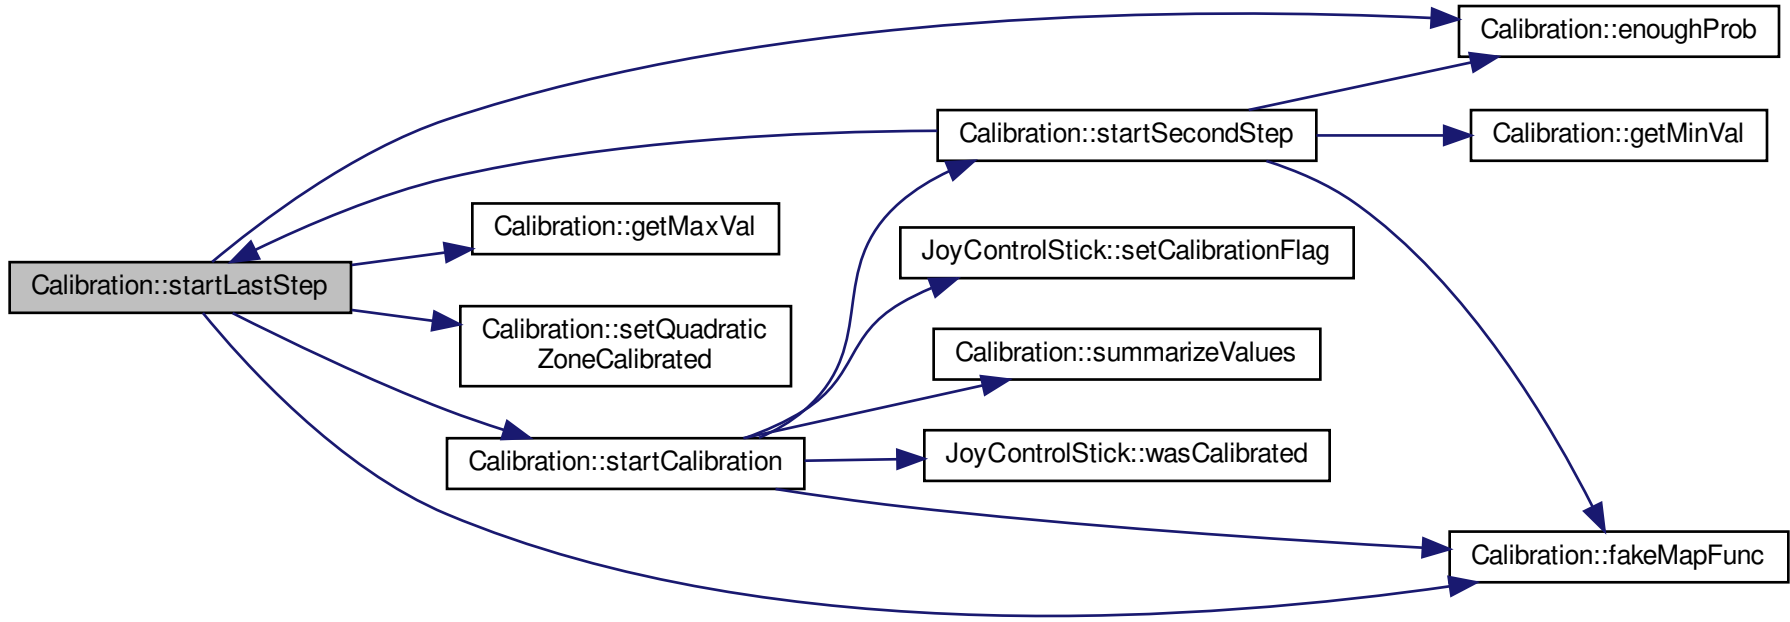 Calibration::enoughProb
Calibration::startSecondStep
Calibration::getMinVal
Calibration::getMaxVal
JoyControlStick::setCalibrationFlag
Calibration::startLastStep
Calibration::setQuadratic
ZoneCalibrated
Calibration::summarizeValues
Calibration::startCalibration
JoyControlStick::wasCalibrated
Calibration::fakeMapFunc